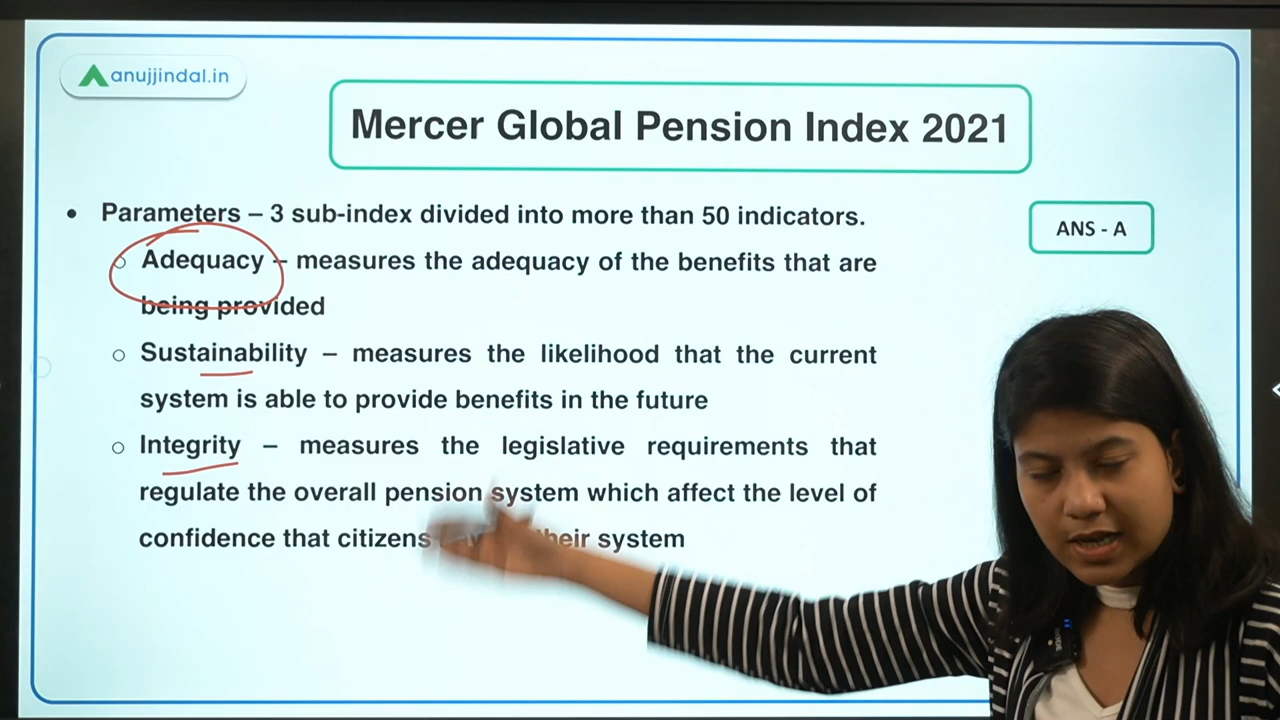 anujjindal.in
Mercer Global Pension Index 2021
• Parameters – 3 sub-index divided into more than 50 indicators.
ANS - A
○ Adequacy – measures the adequacy of the benefits that are
being provided
○ Sustainability – measures the likelihood that the current
system is able to provide benefits in the future
○ Integrity – measures the legislative requirements that
regulate the overall pension system which affect the level of
confidence that citizens their system